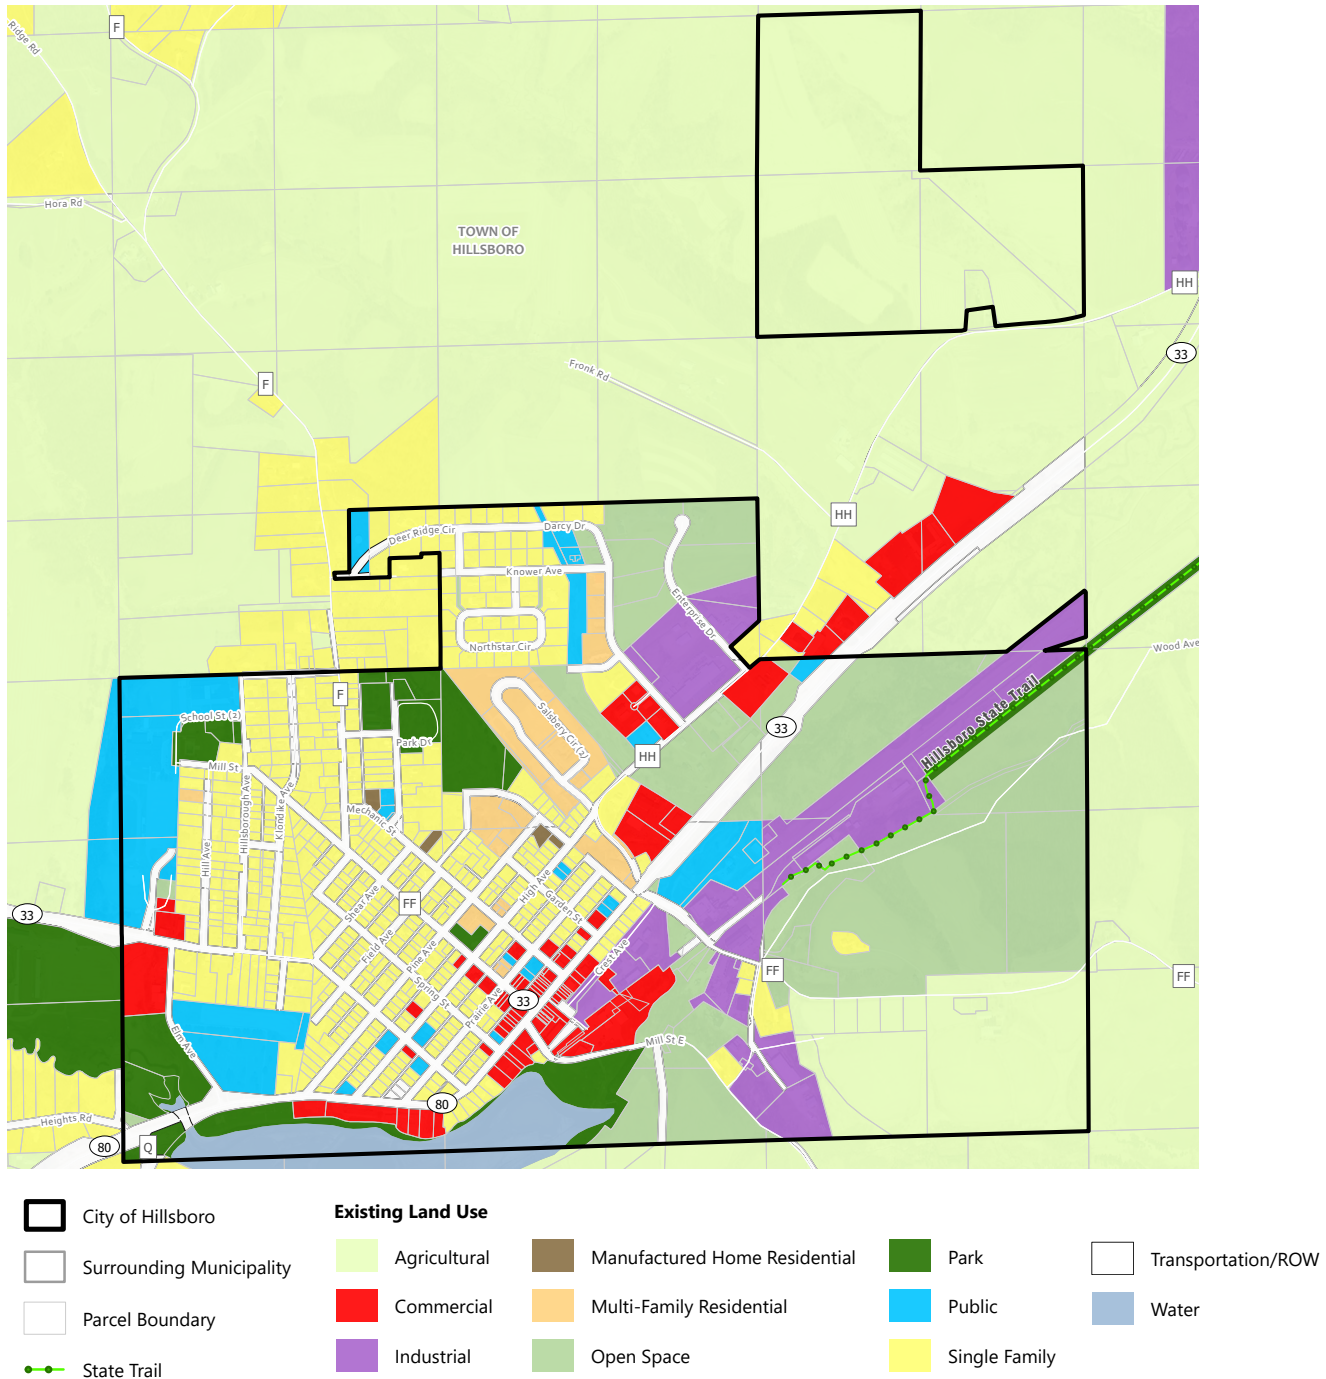 F
Ridge Rd
Hora Rd
TOWN OF
HILLSBORO
HH
33
F
Fronk Rd
HH
Deer Ridge Cir
Darcy Dr
Knower Ave
Enterprise Dr
Northstar Cir
Wood Ave
Hillsboro State Trail
F
School St (2)
Salsbery Cir (2)
33
Park Dr
HH
Mill St
Hillsborough Ave
Klondike Ave
Mechanic St
Hill Ave
High Ave
Shear Ave
FF
Garden St
33
Field Ave
Pine Ave
Crest Ave
FF
FF
Spring St
Prairie Ave
33
Elm Ave
Mill St E
80
Heights Rd
80
Q
City of Hillsboro
Surrounding Municipality
Parcel Boundary
State Trail
Existing Land Use
Agricultural
Commercial
Industrial
Manufactured Home Residential
Multi-Family Residential
Open Space
Park
Public
Single Family
Transportation/ROW
Water